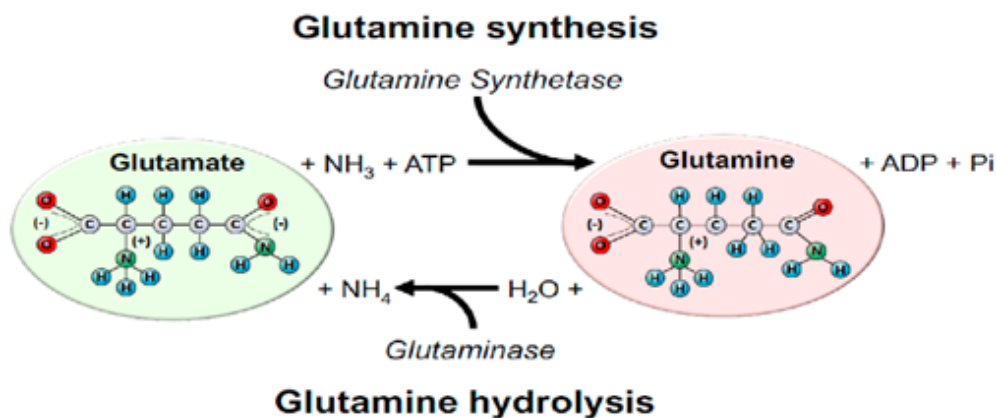 Glutamine synthesis
Glutamine Synthetase
Glutamate + NH3 + ATP Glutamine + ADP + Pi
O H H H O
(-) C C C C C (-)
O (+) H H N
N H H
H H H
O H H H O
(-) C C C C C
O (+) H H N
N H H
H H H
+ NH4 H2O +
Glutaminase
Glutamine hydrolysis